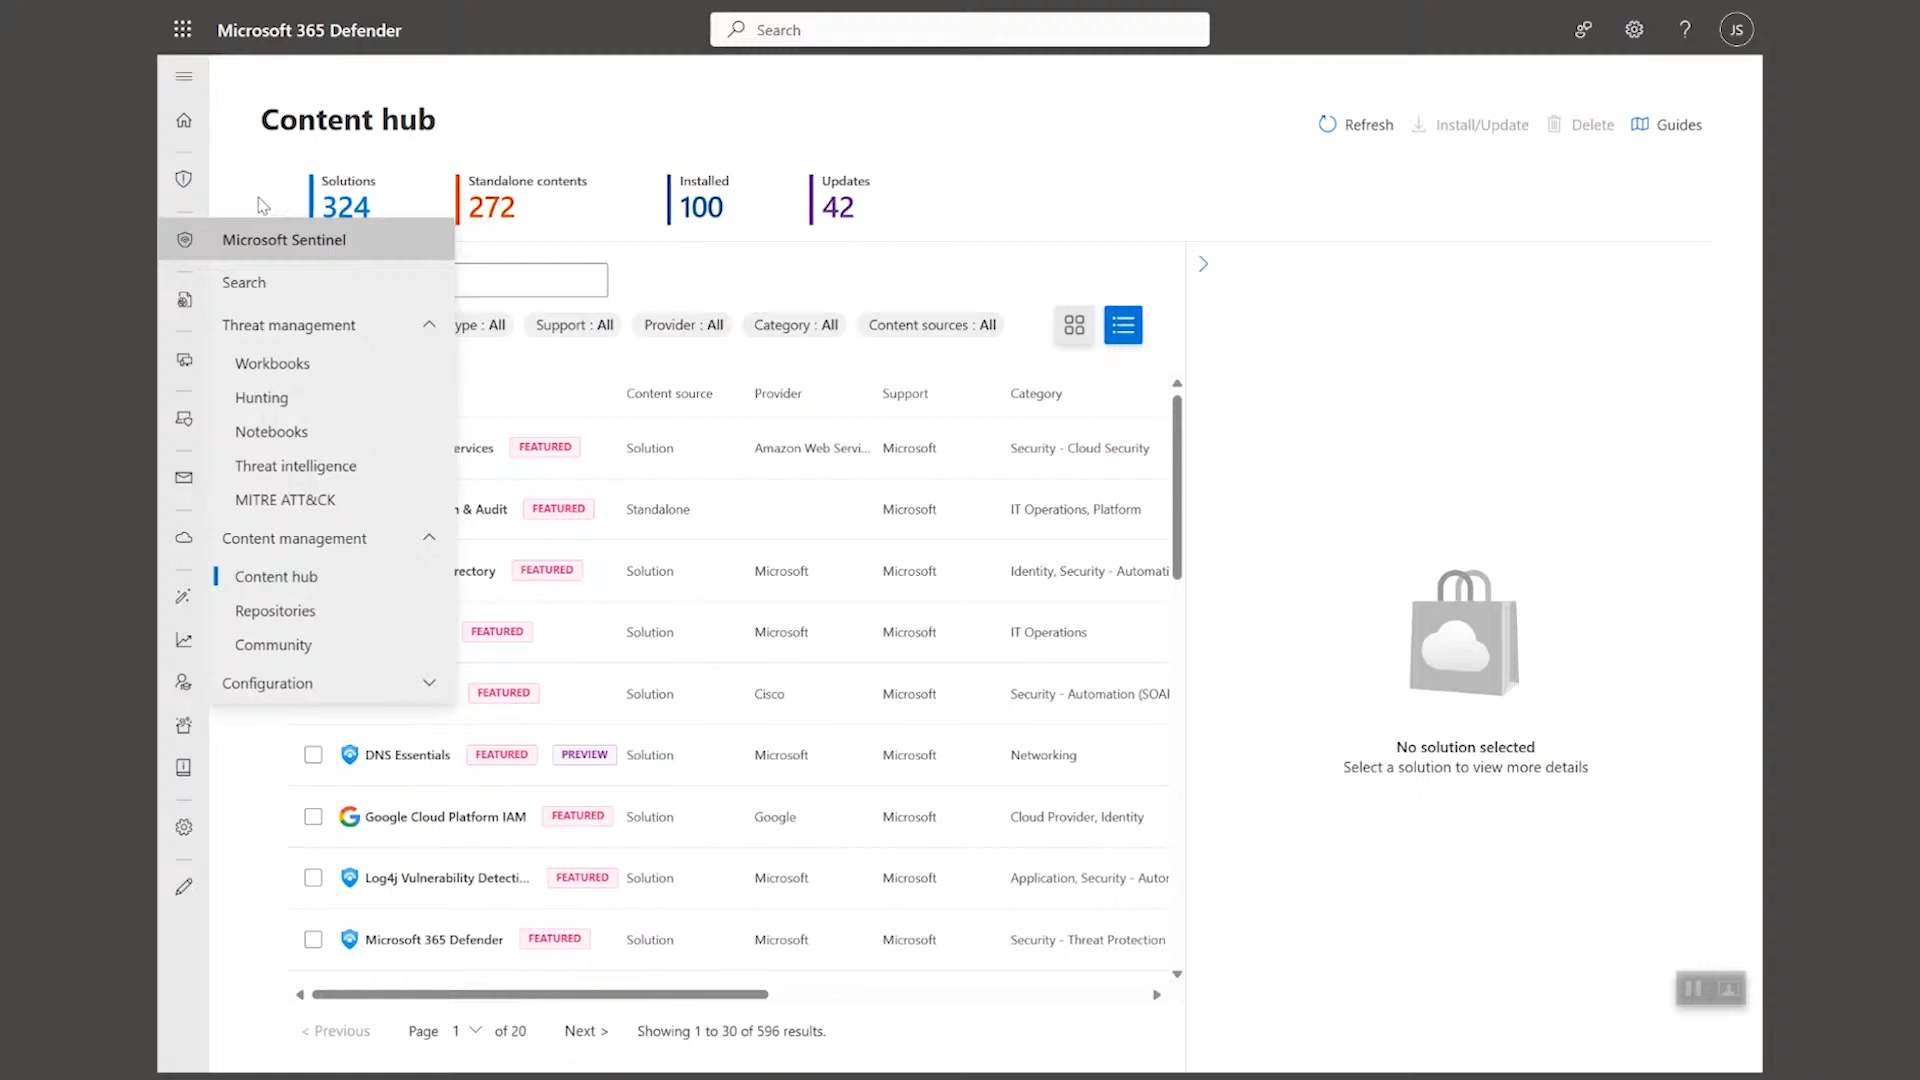 Microsoft 365 Defender
Search
JS
Content hub
Refresh
Install/Update
Delete
Guides
Solutions
324
Standalone contents
272
Installed
100
Updates
42
Microsoft Sentinel
Search
Threat management
Workbooks
Hunting
Notebooks
Threat intelligence
MITRE ATT&CK
Content management
Content hub
Repositories
Community
Configuration
ype : All
Support : All
Provider : All
Category : All
Content sources : All
Content source Provider Support Category
ervices FEATURED Solution Amazon Web Servi... Microsoft Security - Cloud Security
& Audit FEATURED Standalone Microsoft IT Operations, Platform
rectory FEATURED Solution Microsoft Microsoft Identity, Security - Automati
FEATURED Solution Microsoft Microsoft IT Operations
FEATURED Solution Cisco Microsoft Security - Automation (SOAI
DNS Essentials FEATURED PREVIEW Solution Microsoft Microsoft Networking
Google Cloud Platform IAM FEATURED Solution Google Microsoft Cloud Provider, Identity
Log4j Vulnerability Detecti... FEATURED Solution Microsoft Microsoft Application, Security - Autor
Microsoft 365 Defender FEATURED Solution Microsoft Microsoft Security - Threat Protection
< Previous Page 1 of 20 Next > Showing 1 to 30 of 596 results.
No solution selected
Select a solution to view more details